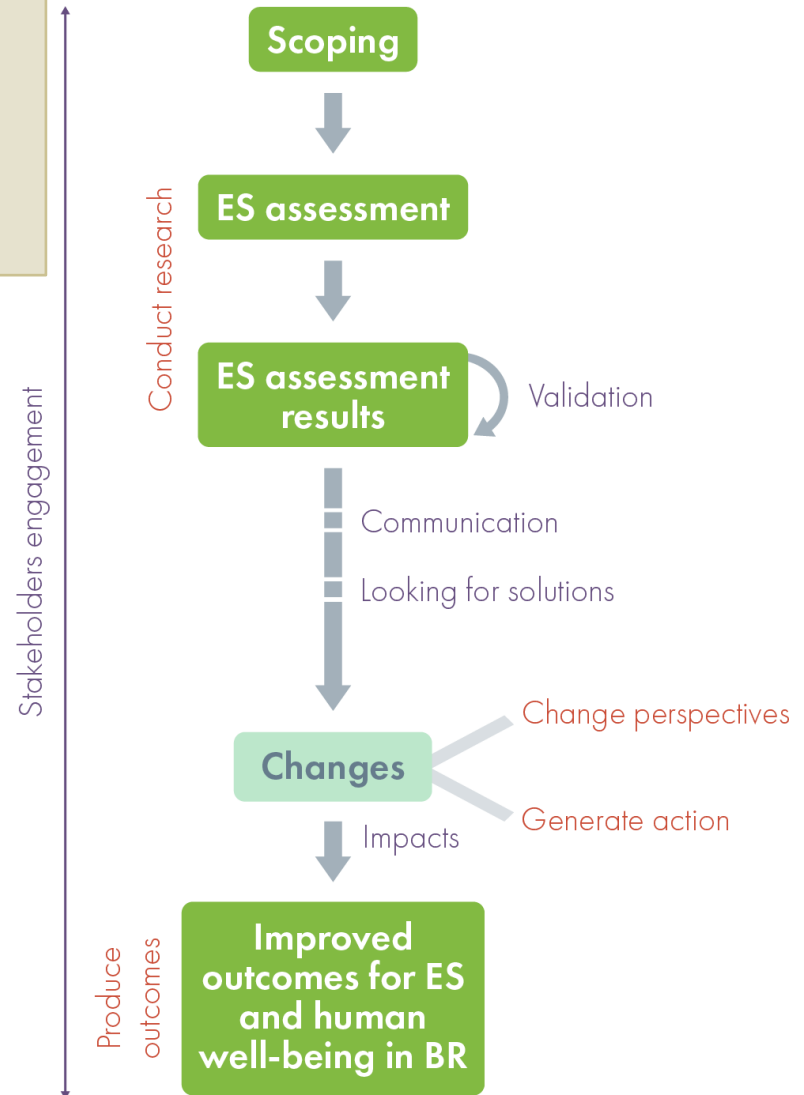 Scoping
ES assessment
Conduct research
ES assessment
results
Validation
Stakeholders engagement
Communication
Looking for solutions
Changes
Change perspectives
Generate action
Impacts
Produce
outcomes
Improved
outcomes for ES
and human
well-being in BR